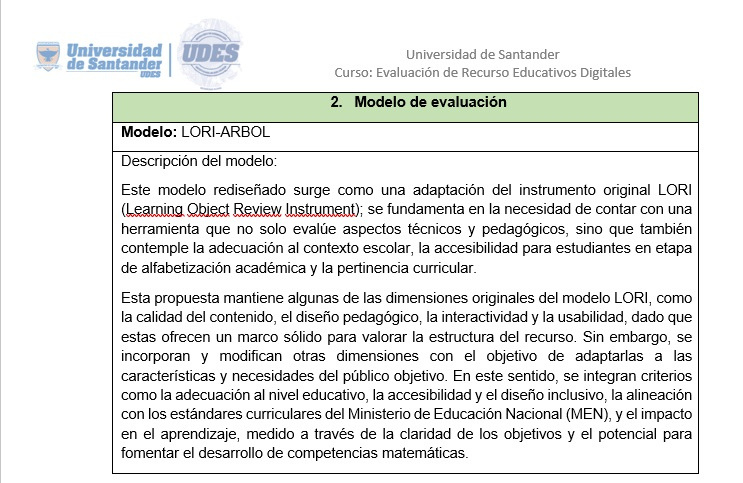 Universidad
de Santander
UDES
UDES
Universidad de Santander
Curso: Evaluación de Recurso Educativos Digitales
2. Modelo de evaluación
Modelo: LORI-ARBOL
Descripción del modelo:
Este modelo rediseñado surge como una adaptación del instrumento original LORI
(Learning Object Review Instrument); se fundamenta en la necesidad de contar con una
herramienta que no solo evalúe aspectos técnicos y pedagógicos, sino que también
contemple la adecuación al contexto escolar, la accesibilidad para estudiantes en etapa
de alfabetización académica y la pertinencia curricular.
Esta propuesta mantiene algunas de las dimensiones originales del modelo LORI, como
la calidad del contenido, el diseño pedagógico, la interactividad y la usabilidad, dado que
estas ofrecen un marco sólido para valorar la estructura del recurso. Sin embargo, se
incorporan y modifican otras dimensiones con el objetivo de adaptarlas a las
características y necesidades del público objetivo. En este sentido, se integran criterios
como la adecuación al nivel educativo, la accesibilidad y el diseño inclusivo, la alineación
con los estándares curriculares del Ministerio de Educación Nacional (MEN), y el impacto
en el aprendizaje, medido a través de la claridad de los objetivos y el potencial para
fomentar el desarrollo de competencias matemáticas.